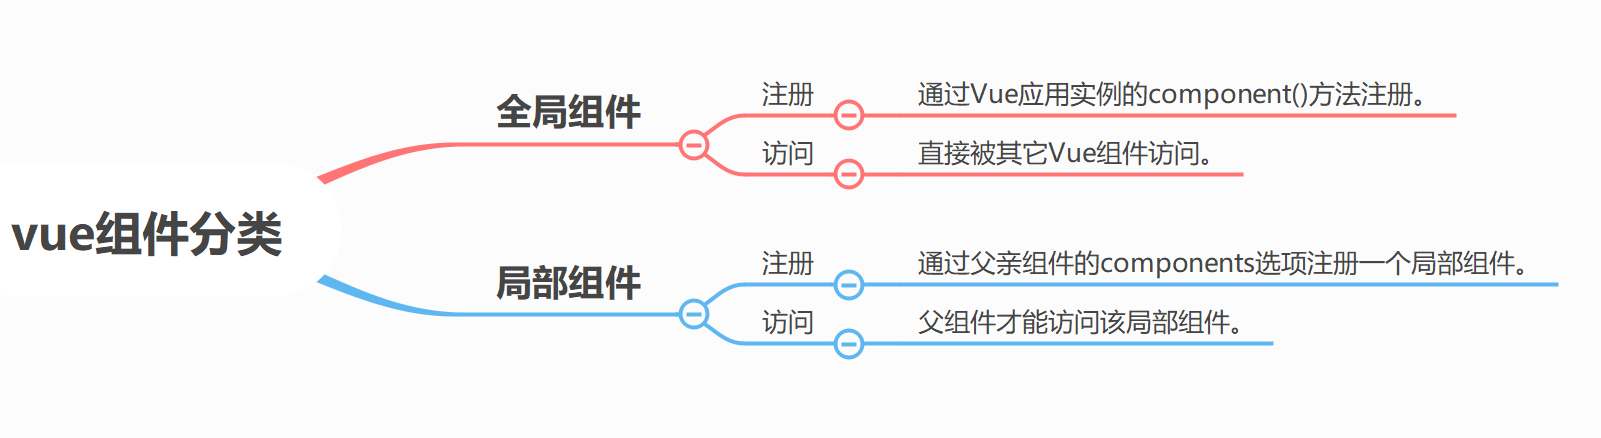 vue组件分类
全局组件
注册
通过Vue应用实例的component()方法注册。
访问
直接被其它Vue组件访问。
局部组件
注册
通过父亲组件的components选项注册一个局部组件。
访问
父组件才能访问该局部组件。